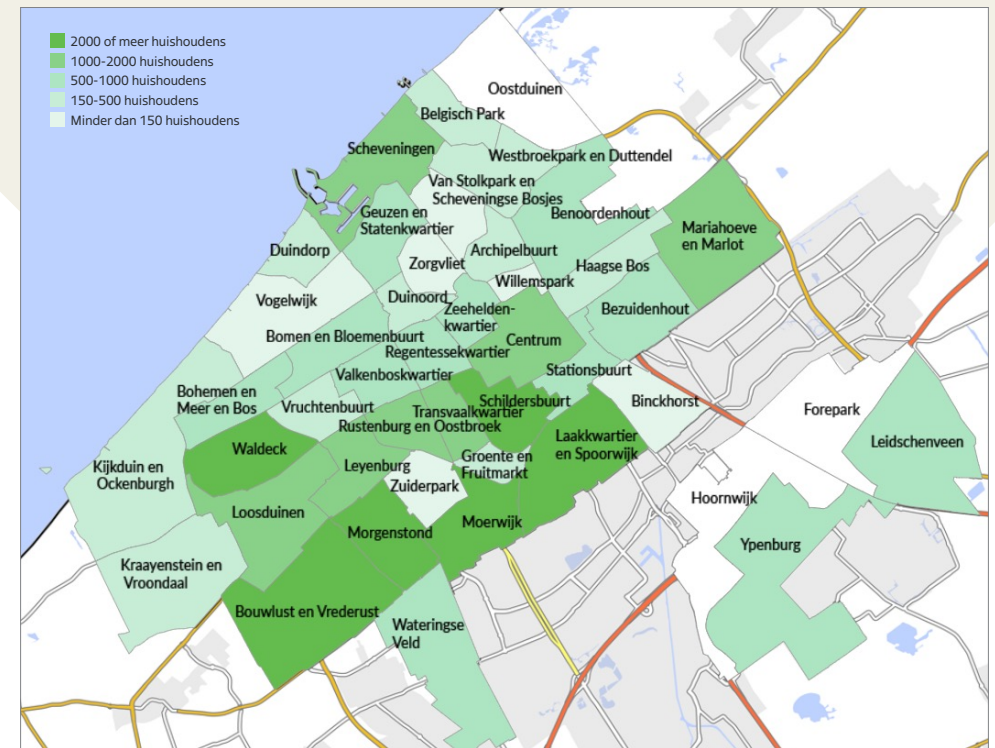 2000 of meer huishoudens
1000-2000 huishoudens
500-1000 huishoudens
150-500 huishoudens
Minder dan 150 huishoudens
Oostduinen
Belgisch Park
Scheveningen
Westbroekpark en Duttendel
Van Stolkpark en
Scheveningse Bosjes
Geuzen en
Statenkwartier
Benoordenhout
Mariahoeve
en Marlot
Duindorp
Archipelbuurt
Zorgvliet
Haagse Bos
Willemspark
Vogelwijk
Duinoord
Zeehelden-
kwartier
Bezuidenhout
Bomen en Bloemenbuurt
Centrum
Regentessekwartier
Stationsbuurt
Valkenboskwartier
Bohemen en
Meer en Bos
Vruchtenbuurt
Schildersbuurt
Binckhorst
Transvaalkwartier
Rustenburg en Oostbroek
Forepark
Laakkwartier
en Spoorwijk
Leidschenveen
Waldeck
Groente en
Fruitmarkt
Leyenburg
Kijkduin en
Ockenburgh
Zuiderpark
Hoornwijk
Loosduinen
Moerwijk
Morgenstond
Ypenburg
Kraayenstein en
Vroondaal
Bouwlust en Vrederust
Wateringse
Veld